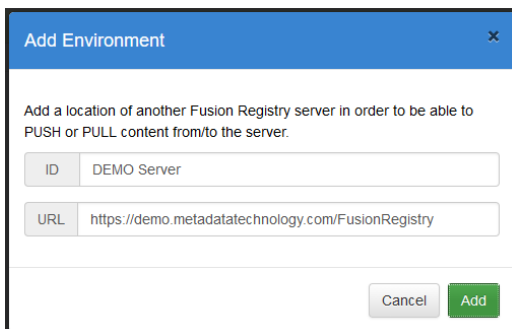 Add Environment ×
Add a location of another Fusion Registry server in order to be able to
PUSH or PULL content from/to the server.
ID DEMO Server
URL https://demo.metadatatechnology.com/FusionRegistry
Cancel Add